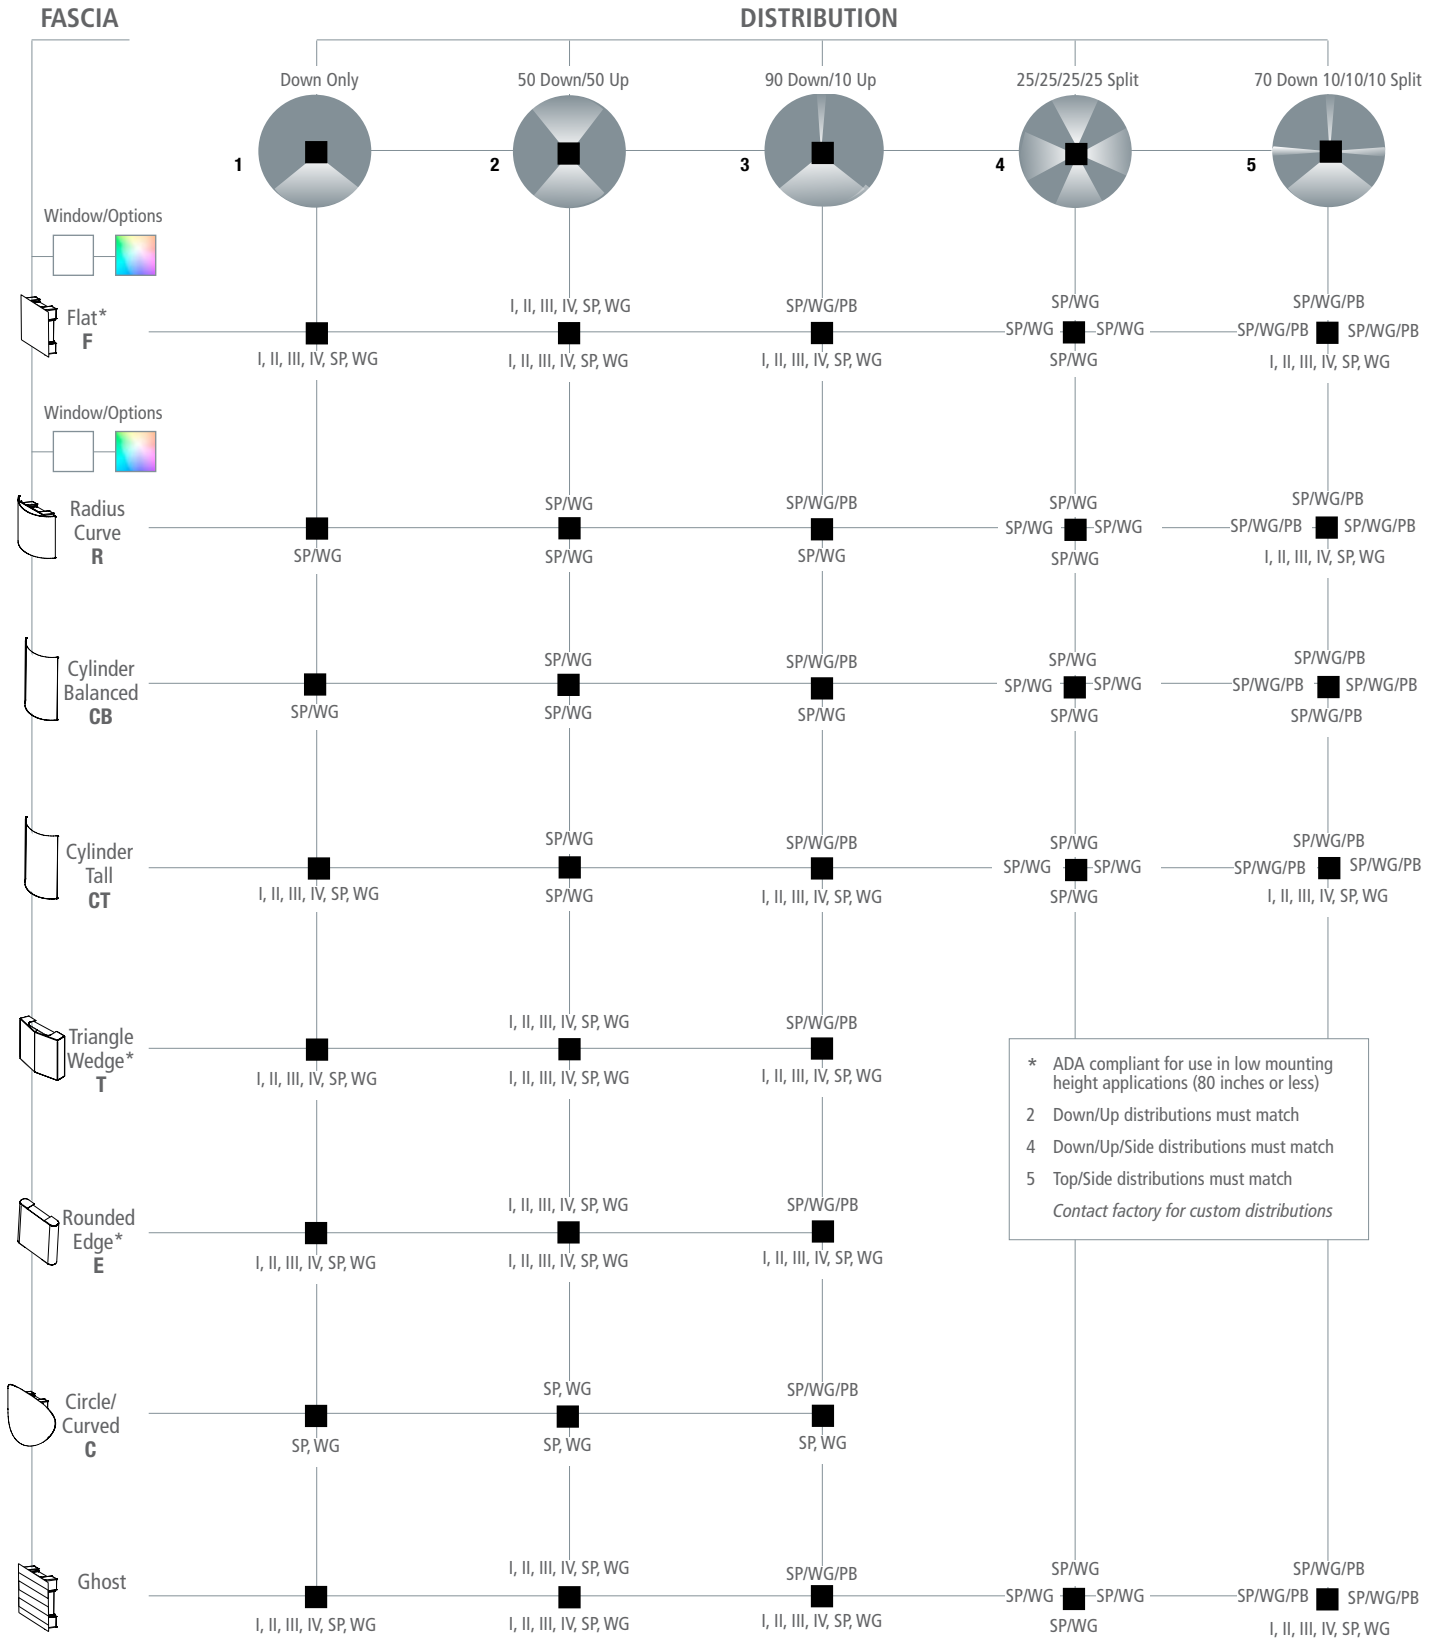 FASCIA
DISTRIBUTION
Down Only
50 Down/50 Up
90 Down/10 Up
25/25/25/25 Split
70 Down 10/10/10 Split
1
2
3
4
5
Window/Options
Flat*
F
I, II, III, IV, SP, WG
I, II, III, IV, SP, WG
I, II, III, IV, SP, WG
SP/WG/PB
I, II, III, IV, SP, WG
SP/WG
SP/WG
SP/WG
SP/WG
SP/WG/PB
SP/WG/PB
SP/WG/PB
I, II, III, IV, SP, WG
Window/Options
Radius
Curve
R
SP/WG
SP/WG
SP/WG
SP/WG/PB
SP/WG
SP/WG
SP/WG
SP/WG
SP/WG
SP/WG/PB
SP/WG/PB
SP/WG/PB
I, II, III, IV, SP, WG
Cylinder
Balanced
CB
SP/WG
SP/WG
SP/WG
SP/WG/PB
SP/WG
SP/WG
SP/WG
SP/WG
SP/WG
SP/WG/PB
SP/WG/PB
SP/WG/PB
SP/WG/PB
Cylinder
Tall
CT
I, II, III, IV, SP, WG
SP/WG
SP/WG
SP/WG/PB
I, II, III, IV, SP, WG
SP/WG
SP/WG
SP/WG
SP/WG
SP/WG/PB
SP/WG/PB
SP/WG/PB
I, II, III, IV, SP, WG
Triangle
Wedge*
T
I, II, III, IV, SP, WG
I, II, III, IV, SP, WG
I, II, III, IV, SP, WG
SP/WG/PB
I, II, III, IV, SP, WG
* ADA compliant for use in low mounting
height applications (80 inches or less)
2 Down/Up distributions must match
4 Down/Up/Side distributions must match
5 Top/Side distributions must match
Contact factory for custom distributions
Rounded
Edge*
E
I, II, III, IV, SP, WG
I, II, III, IV, SP, WG
I, II, III, IV, SP, WG
SP/WG/PB
I, II, III, IV, SP, WG
Circle/
Curved
C
SP, WG
SP, WG
SP, WG
SP/WG/PB
SP, WG
Ghost
I, II, III, IV, SP, WG
I, II, III, IV, SP, WG
I, II, III, IV, SP, WG
SP/WG/PB
I, II, III, IV, SP, WG
SP/WG
SP/WG
SP/WG
SP/WG
SP/WG/PB
SP/WG/PB
SP/WG/PB
I, II, III, IV, SP, WG